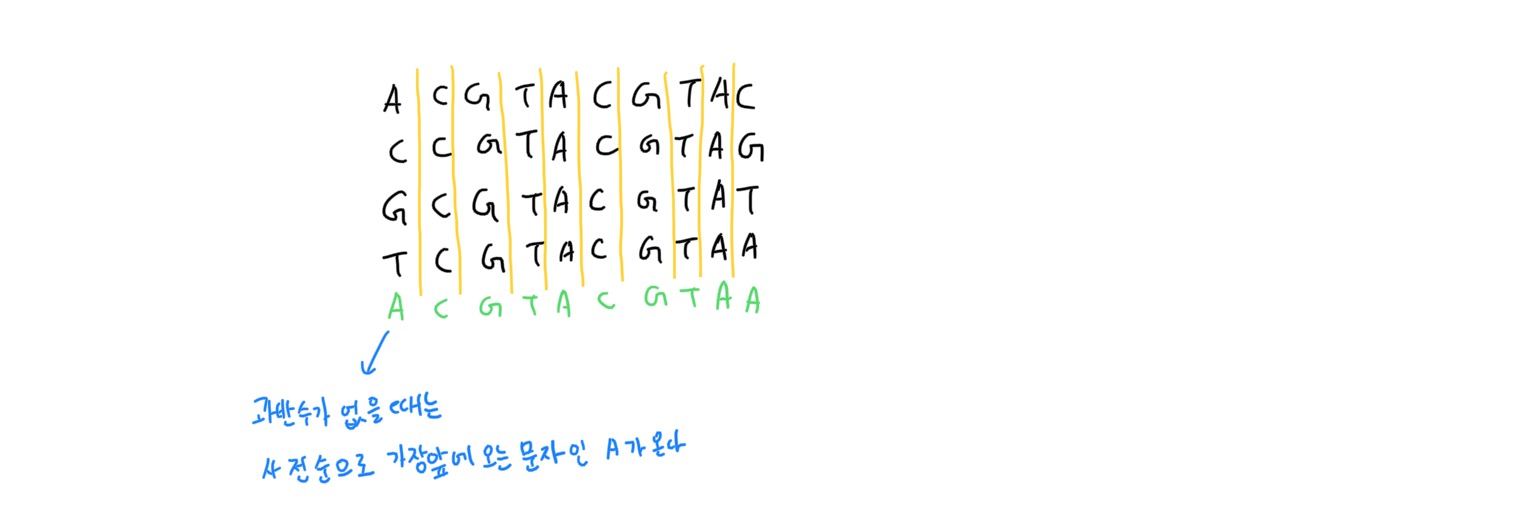 A C G T A C G T A C
C C G T A C G T A G
G C G T A C G T A T
T C G T A C G T A A
A C G T A C G T A A
과반수가 없을 때는
사전순으로 가장앞에 오는 문자인 A가 온다